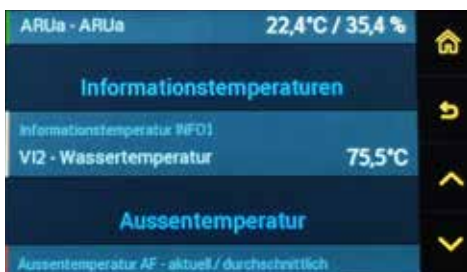 ARUa - ARUa 22,4°C / 35,4 %
Informationstemperaturen
Informationstemperatur INFO1
VI2 - Wassertemperatur 75,5°C
Aussentemperatur
Aussentemperatur AF - aktuell / durchschnittlich